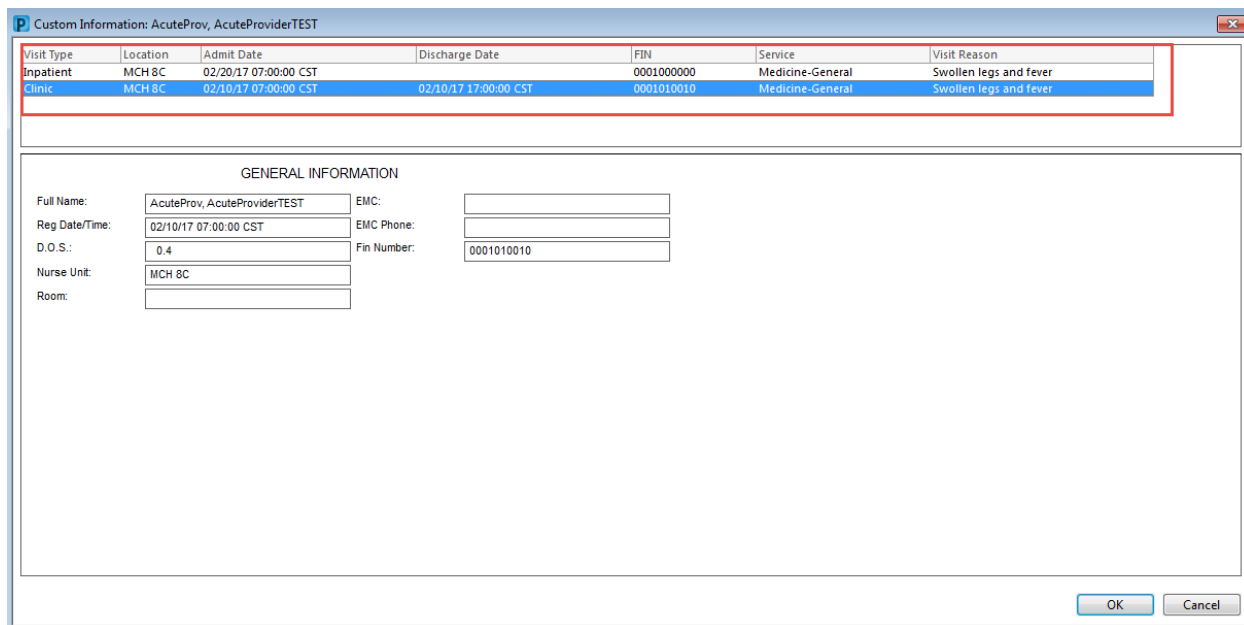 P Custom Information: AcuteProv, AcuteProviderTEST
Visit Type Location Admit Date Discharge Date FIN Service Visit Reason
Inpatient MCH 8C 02/20/17 07:00:00 CST 0001000000 Medicine-General Swollen legs and fever
Clinic MCH 8C 02/10/17 07:00:00 CST 02/10/17 17:00:00 CST 0001010010 Medicine-General Swollen legs and fever
GENERAL INFORMATION
Full Name: AcuteProv, AcuteProviderTEST EMC:
Reg Date/Time: 02/10/17 07:00:00 CST EMC Phone:
D.O.S.: 0.4 Fin Number: 0001010010
Nurse Unit: MCH 8C
Room:
OK Cancel